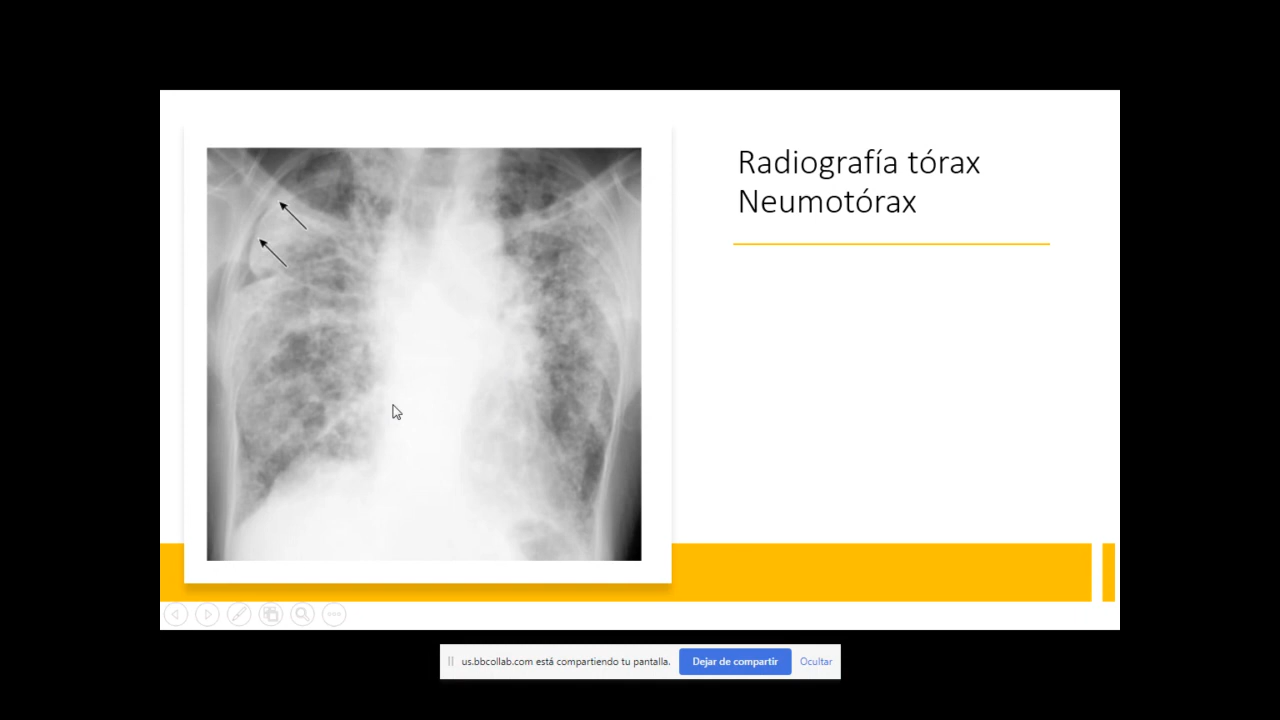 Radiografía tórax
Neumotórax
us.bbcollab.com está compartiendo tu pantalla.
Dejar de compartir
Ocultar